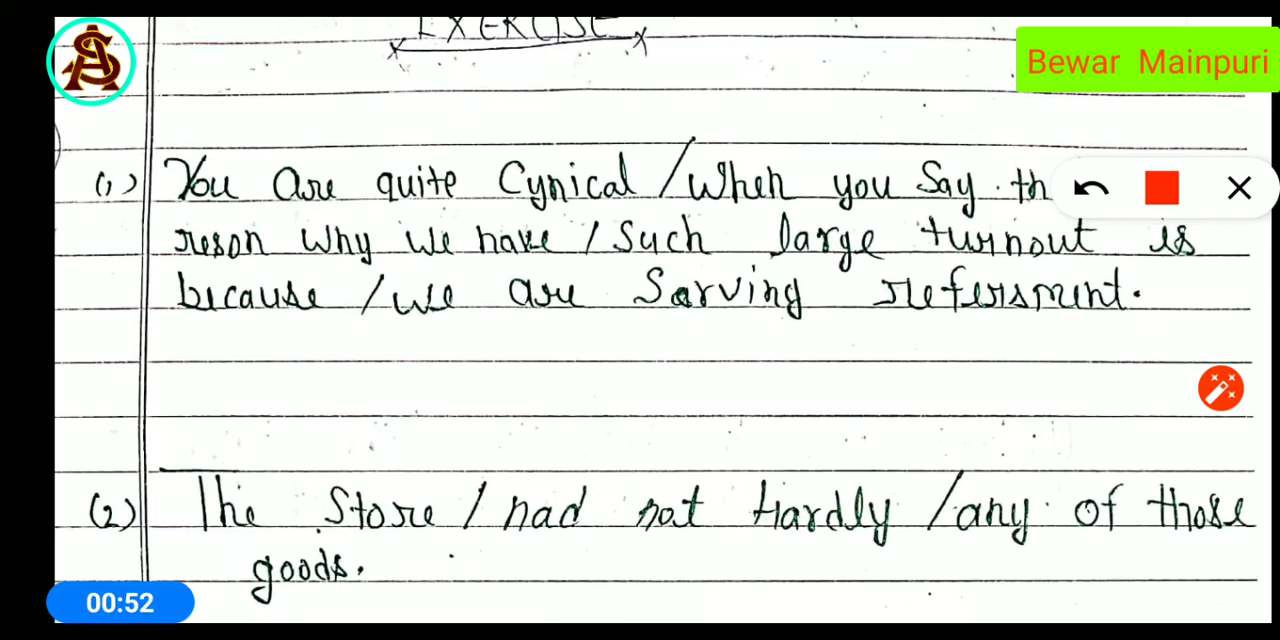 EXERCISE
Bewar Mainpuri
(1) You are quite Cynical / when you Say th
reson why we have / Such large turnout is
because / we are Sarving refersment.
(2) The Store / had not Hardly / any of those
goods.
00:52